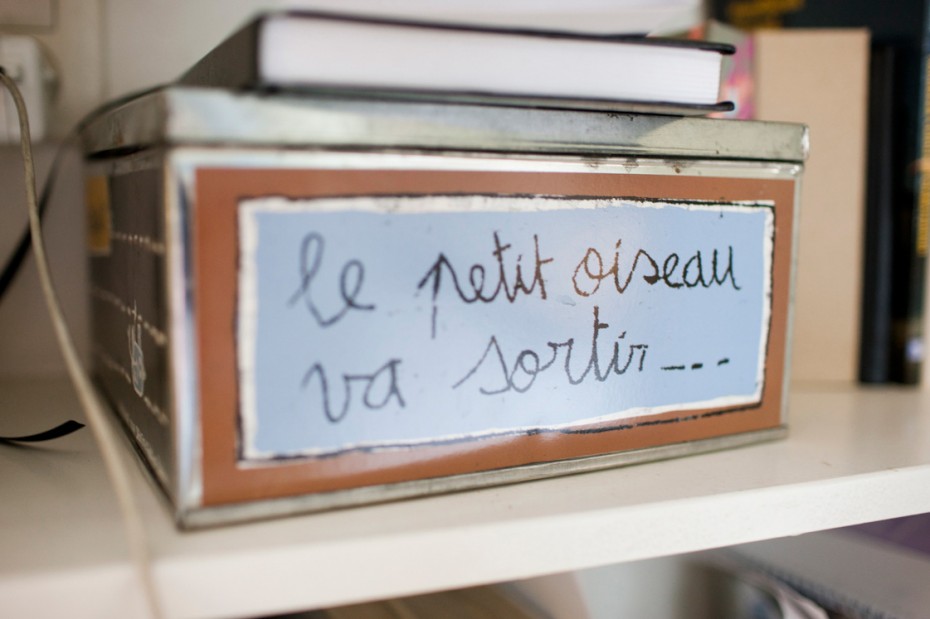 le petit oiseau
va sortir---